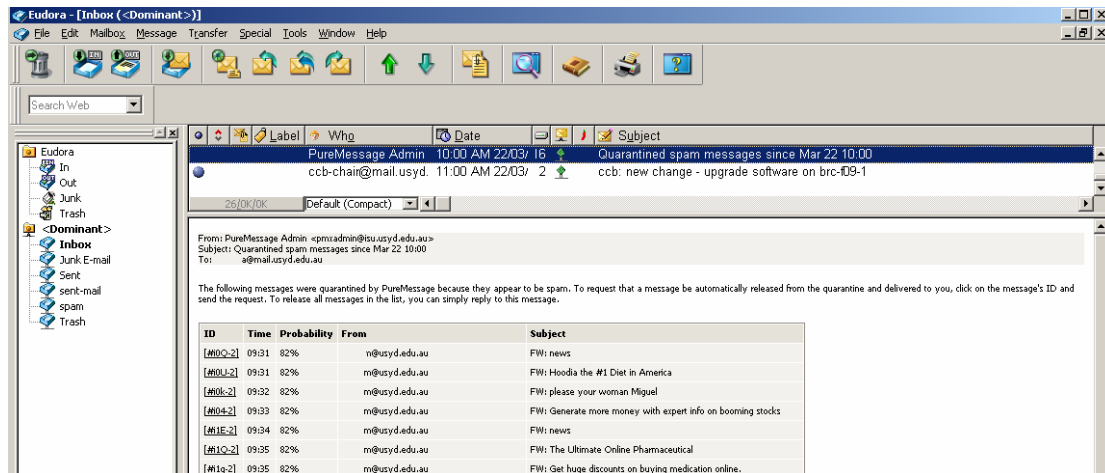 Eudora - [Inbox (<Dominant>)]
File Edit Mailbox Message Transfer Special Tools Window Help
IN OUT
Search Web
Eudora
In
Out
Junk
Trash
<Dominant>
Inbox
Junk E-mail
Sent
sent-mail
spam
Trash
Label Who Date Subject
PureMessage Admin 10:00 AM 22/03/ 16 Quarantined spam messages since Mar 22 10:00
ccb-chair@mail.usyd. 11:00 AM 22/03/ 2 ccb: new change - upgrade software on brc-f09-1
26/0K/0K Default (Compact)
From: PureMessage Admin <pmxadmin@isu.usyd.edu.au>
Subject: Quarantined spam messages since Mar 22 10:00
To: a@mail.usyd.edu.au
The following messages were quarantined by PureMessage because they appear to be spam. To request that a message be automatically released from the quarantine and delivered to you, click on the message's ID and
send the request. To release all messages in the list, you can simply reply to this message.
ID Time Probability From Subject
[#i0Q-2] 09:31 82% n@usyd.edu.au FW: news
[#i0U-2] 09:31 82% m@usyd.edu.au FW: Hoodia the #1 Diet in America
[#i0k-2] 09:32 82% m@usyd.edu.au FW: please your woman Miguel
[#i04-2] 09:33 82% m@usyd.edu.au FW: Generate more money with expert info on booming stocks
[#i1E-2] 09:34 82% m@usyd.edu.au FW: news
[#i1O-2] 09:35 82% m@usyd.edu.au FW: The Ultimate Online Pharmaceutical
[#i1q-2] 09:35 82% m@usyd.edu.au FW: Get huge discounts on buying medication online.